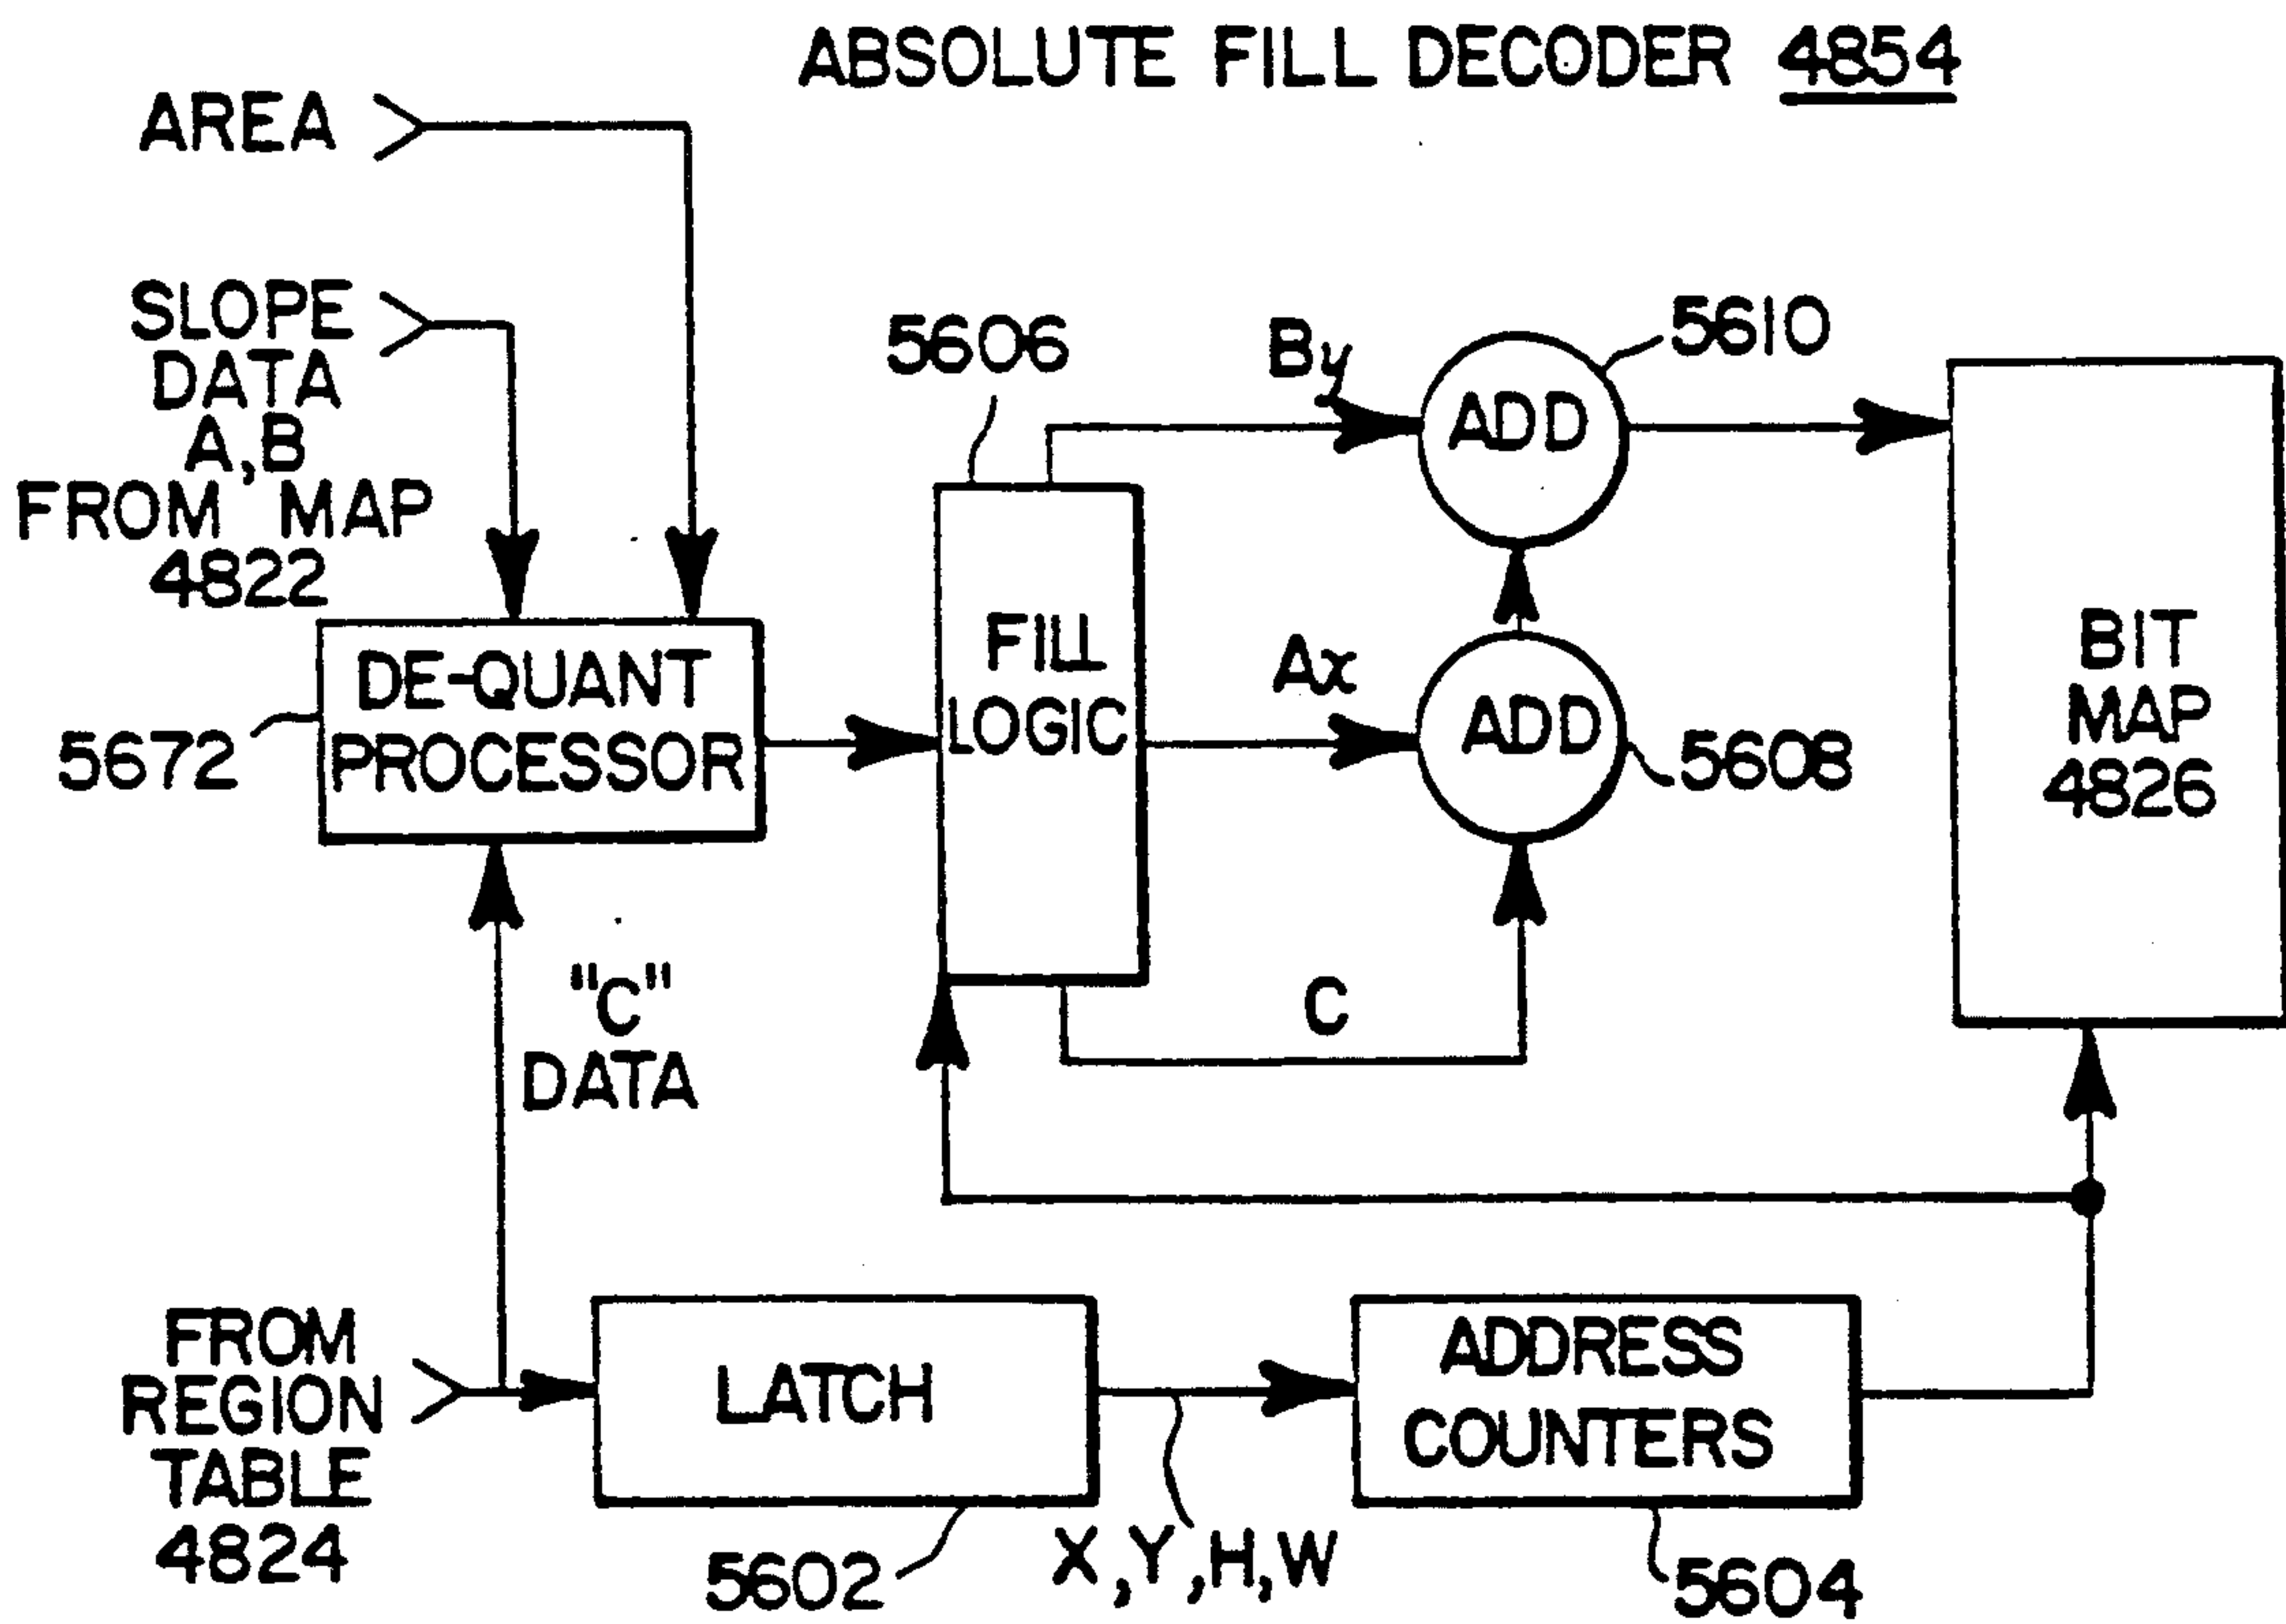 ABSOLUTE FILL DECODER 4854
AREA
SLOPE
DATA
A,B
FROM MAP
4822
5606
By
5610
ADD
DE-QUANT
PROCESSOR
5672
FILL
LOGIC
Ax
ADD
5608
BIT
MAP
4826
"C"
DATA
C
FROM
REGION
TABLE
4824
LATCH
5602
X,Y,H,W
ADDRESS
COUNTERS
5604